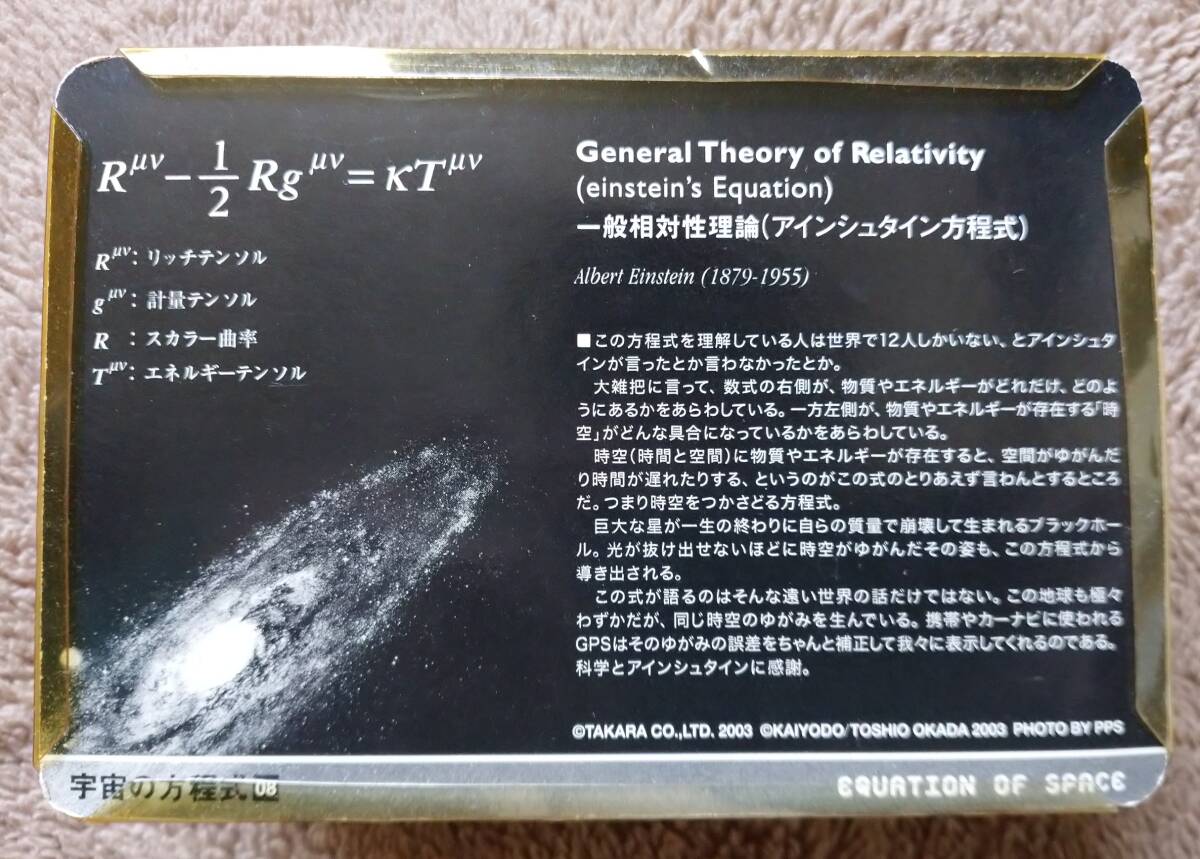 R^μν − 1/2 Rg^μν = κT^μν
R^μν: リッチテンソル
g^μν: 計量テンソル
R : スカラー曲率
T^μν: エネルギーテンソル
General Theory of Relativity
(einstein's Equation)
一般相対性理論(アインシュタイン方程式)
Albert Einstein (1879-1955)
■この方程式を理解している人は世界で12人しかいない、とアインシュタ
インが言ったとか言わなかったとか。
大雑把に言って、数式の右側が、物質やエネルギーがどれだけ、どのよ
うにあるかをあらわしている。一方左側が、物質やエネルギーが存在する「時
空」がどんな具合になっているかをあらわしている。
時空(時間と空間)に物質やエネルギーが存在すると、空間がゆがんだ
り時間が遅れたりする、というのがこの式のとりあえず言わんとするところ
だ。つまり時空をつかさどる方程式。
巨大な星が一生の終わりに自らの質量で崩壊して生まれるブラックホー
ル。光が抜け出せないほどに時空がゆがんだその姿も、この方程式から
導き出される。
この式が語るのはそんな遠い世界の話だけではない。この地球も極々
わずかだが、同じ時空のゆがみを生んでいる。携帯やカーナビに使われる
GPSはそのゆがみの誤差をちゃんと補正して我々に表示してくれるのである。
科学とアインシュタインに感謝。
©TAKARA CO.,LTD. 2003 ©KAIYODO/TOSHIO OKADA 2003 PHOTO BY PPS
宇宙の方程式 08
EQUATION OF SPACE